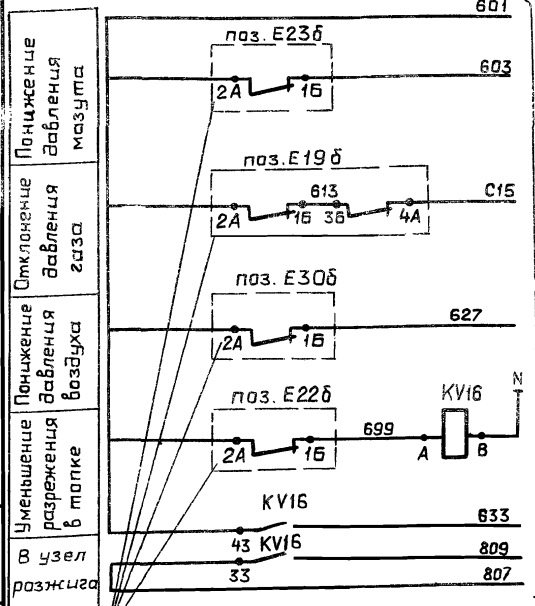 601
Понижение
давления
мазута
поз. Е23б
2А
1Б
603
Отклонение
давления
газа
поз. Е19б
2А
1Б
613
3Б
4А
С15
Понижение
давления
воздуха
поз. Е30б
2А
1Б
627
Уменьшение
разрежения
в топке
поз. Е22б
2А
1Б
699
А
KV16
В
N
KV16
43
633
В узел
розжига
KV16
33
809
807